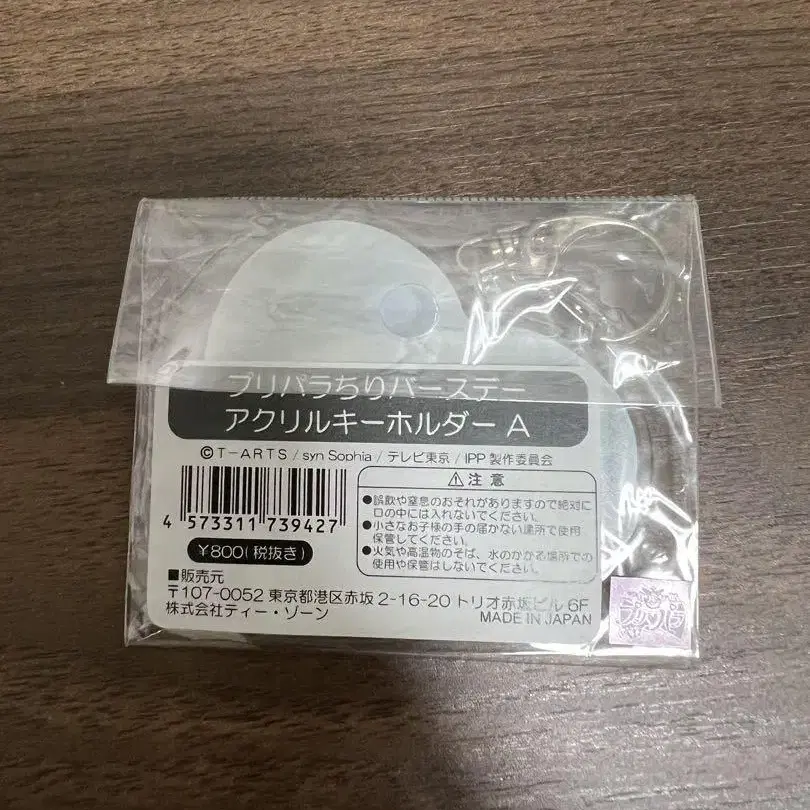 プリパラちりバースデー
アクリルキーホルダー A
©T-ARTS / syn Sophia / テレビ東京 / IPP 製作委員会
⚠注 意
●誤飲や窒息のおそれがありますので絶対に
口の中には入れないでください。
●小さなお子様の手の届かない場所で使用
保管してください。
●火気や高温物のそば、水のかかる場所での
使用や保管はしないでください。
4 573311 739427
¥800(税抜き)
■販売元
〒107-0052 東京都港区赤坂 2-16-20 トリオ赤坂ビル 6F
株式会社ティー・ゾーン
MADE IN JAPAN
プリパラ